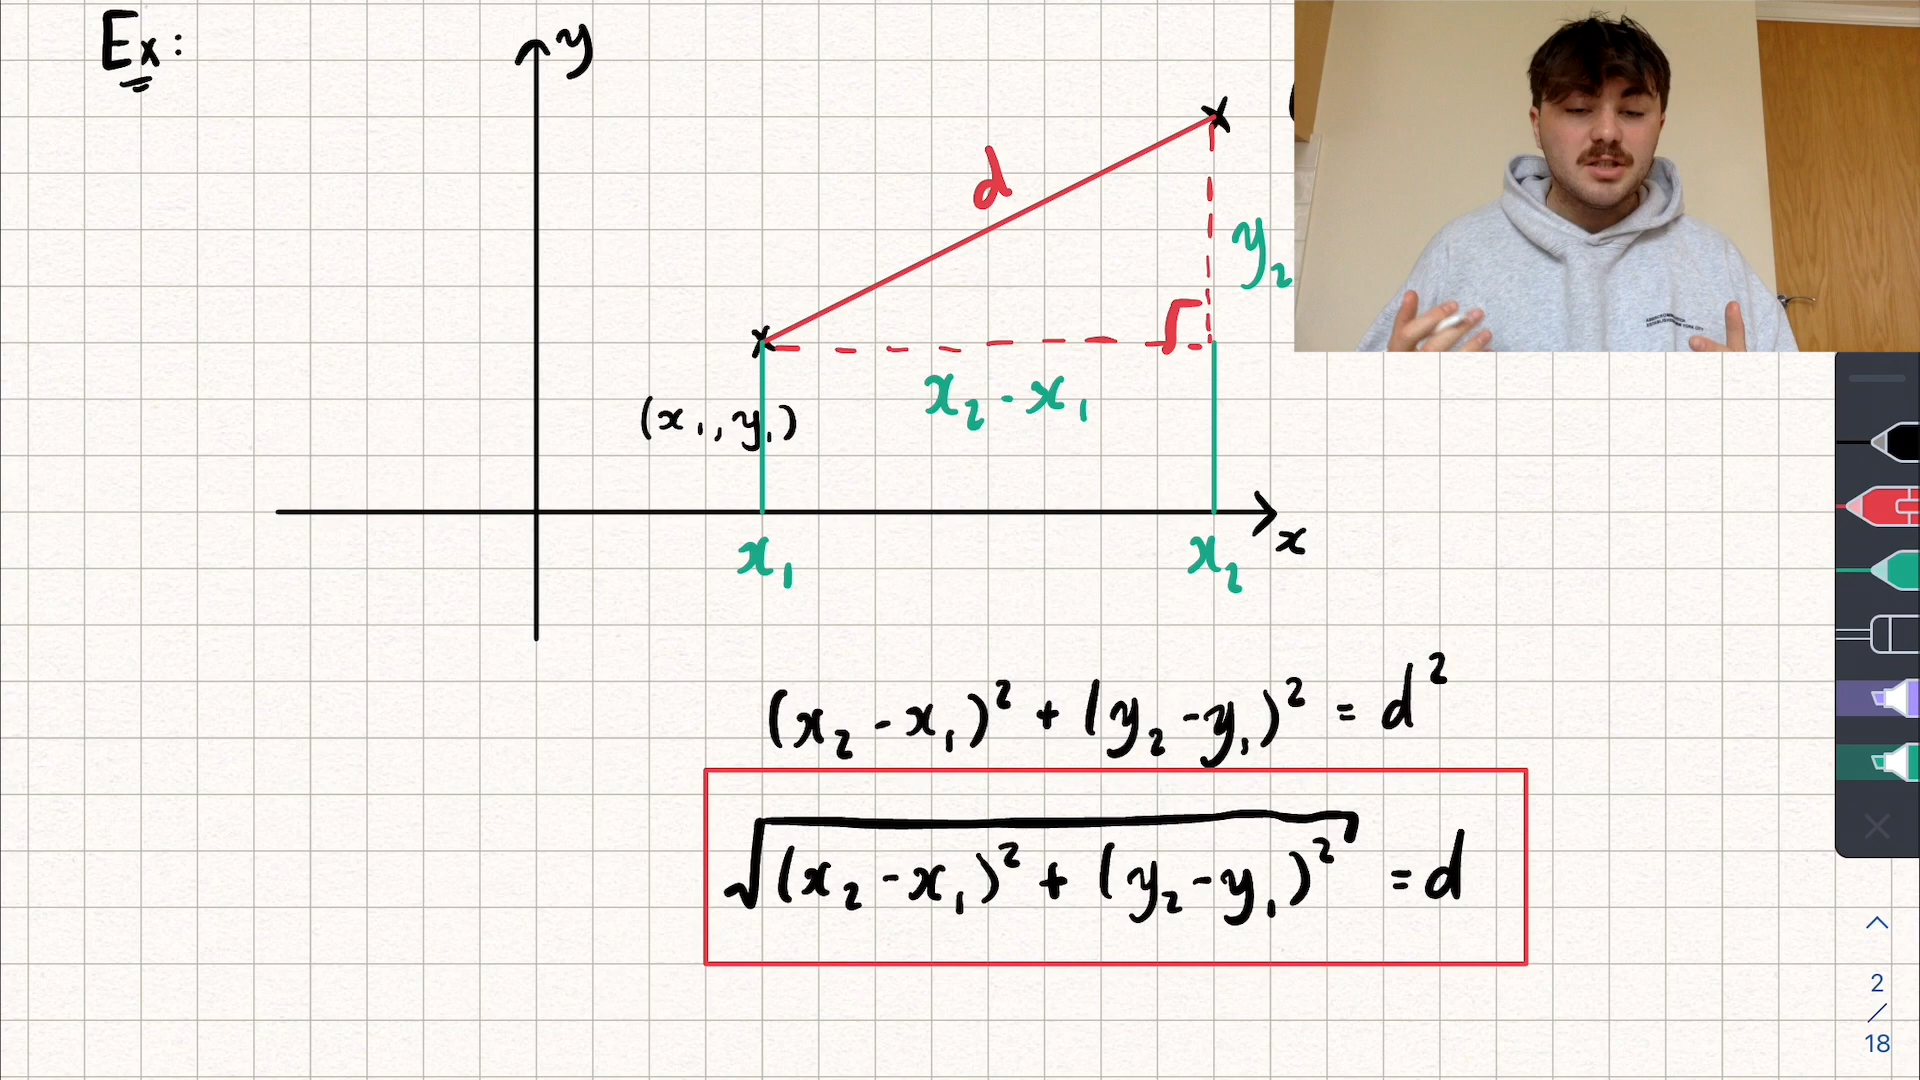 Ex:
y
d
y2
x2 - x1
(x1, y1)
x
x1
x2
(x2 - x1)² + (y2 - y1)² = d²
√(x2 - x1)² + (y2 - y1)² = d
2
/
18